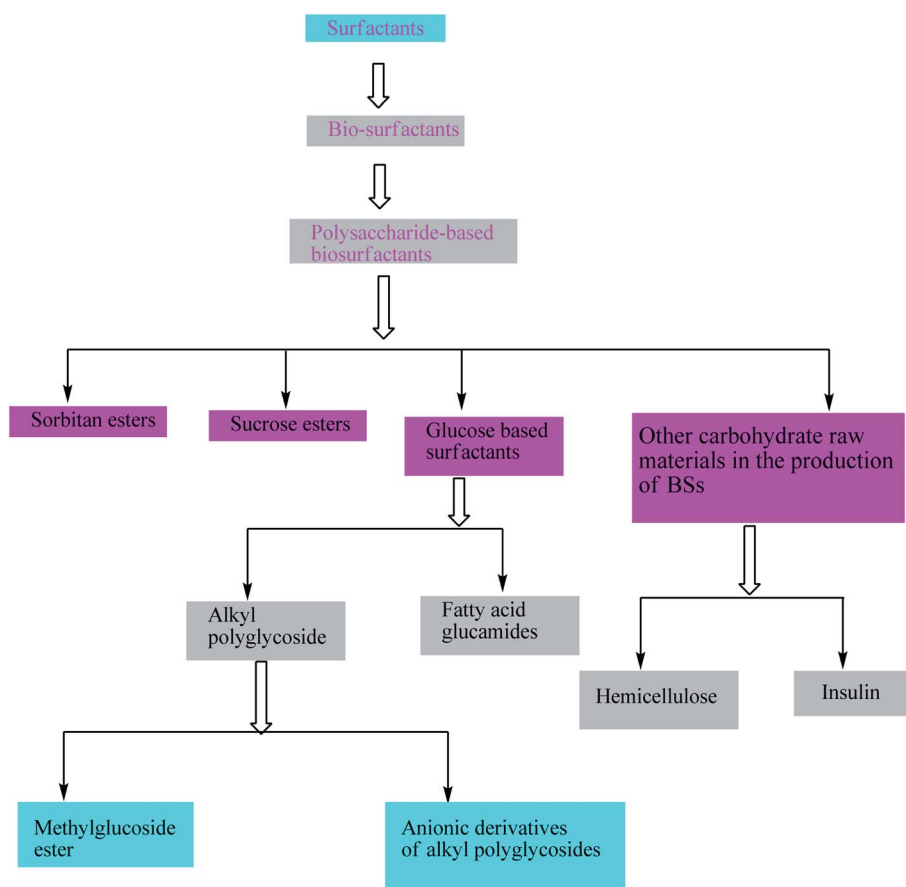 Surfactants
Bio-surfactants
Polysaccharide-based
biosurfactants
Sorbitan esters
Sucrose esters
Glucose based
surfactants
Other carbohydrate raw
materials in the production
of BSs
Alkyl
polyglycoside
Fatty acid
glucamides
Hemicellulose
Insulin
Methylglucoside
ester
Anionic derivatives
of alkyl polyglycosides